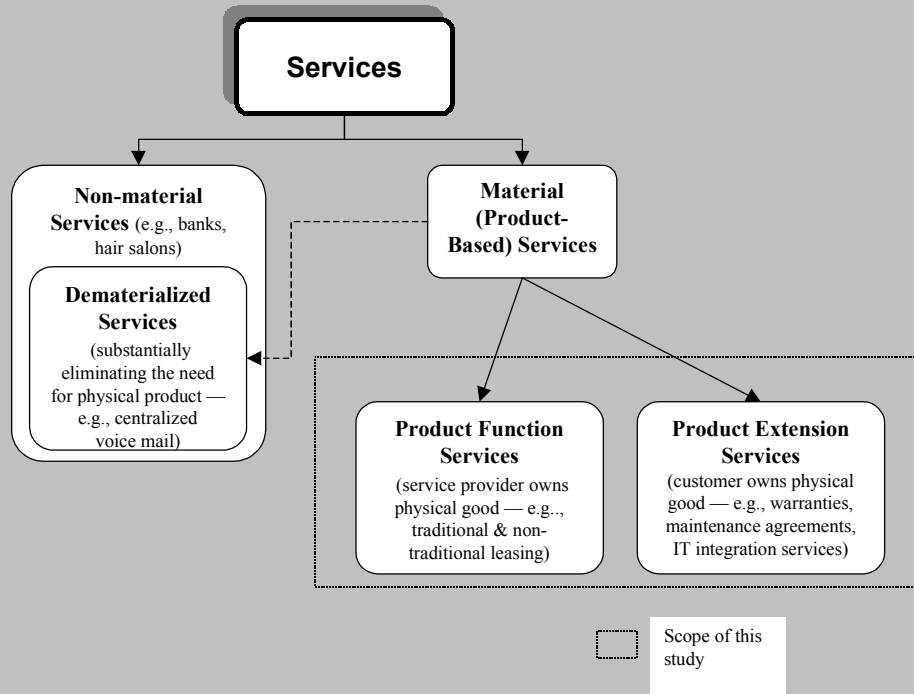 Services
Non-material
Services (e.g., banks,
hair salons)
Dematerialized
Services
(substantially
eliminating the need
for physical product —
e.g., centralized
voice mail)
Material
(Product-
Based) Services
Product Function
Services
(service provider owns
physical good — e.g..,
traditional & non-
traditional leasing)
Product Extension
Services
(customer owns physical
good — e.g., warranties,
maintenance agreements,
IT integration services)
Scope of this
study